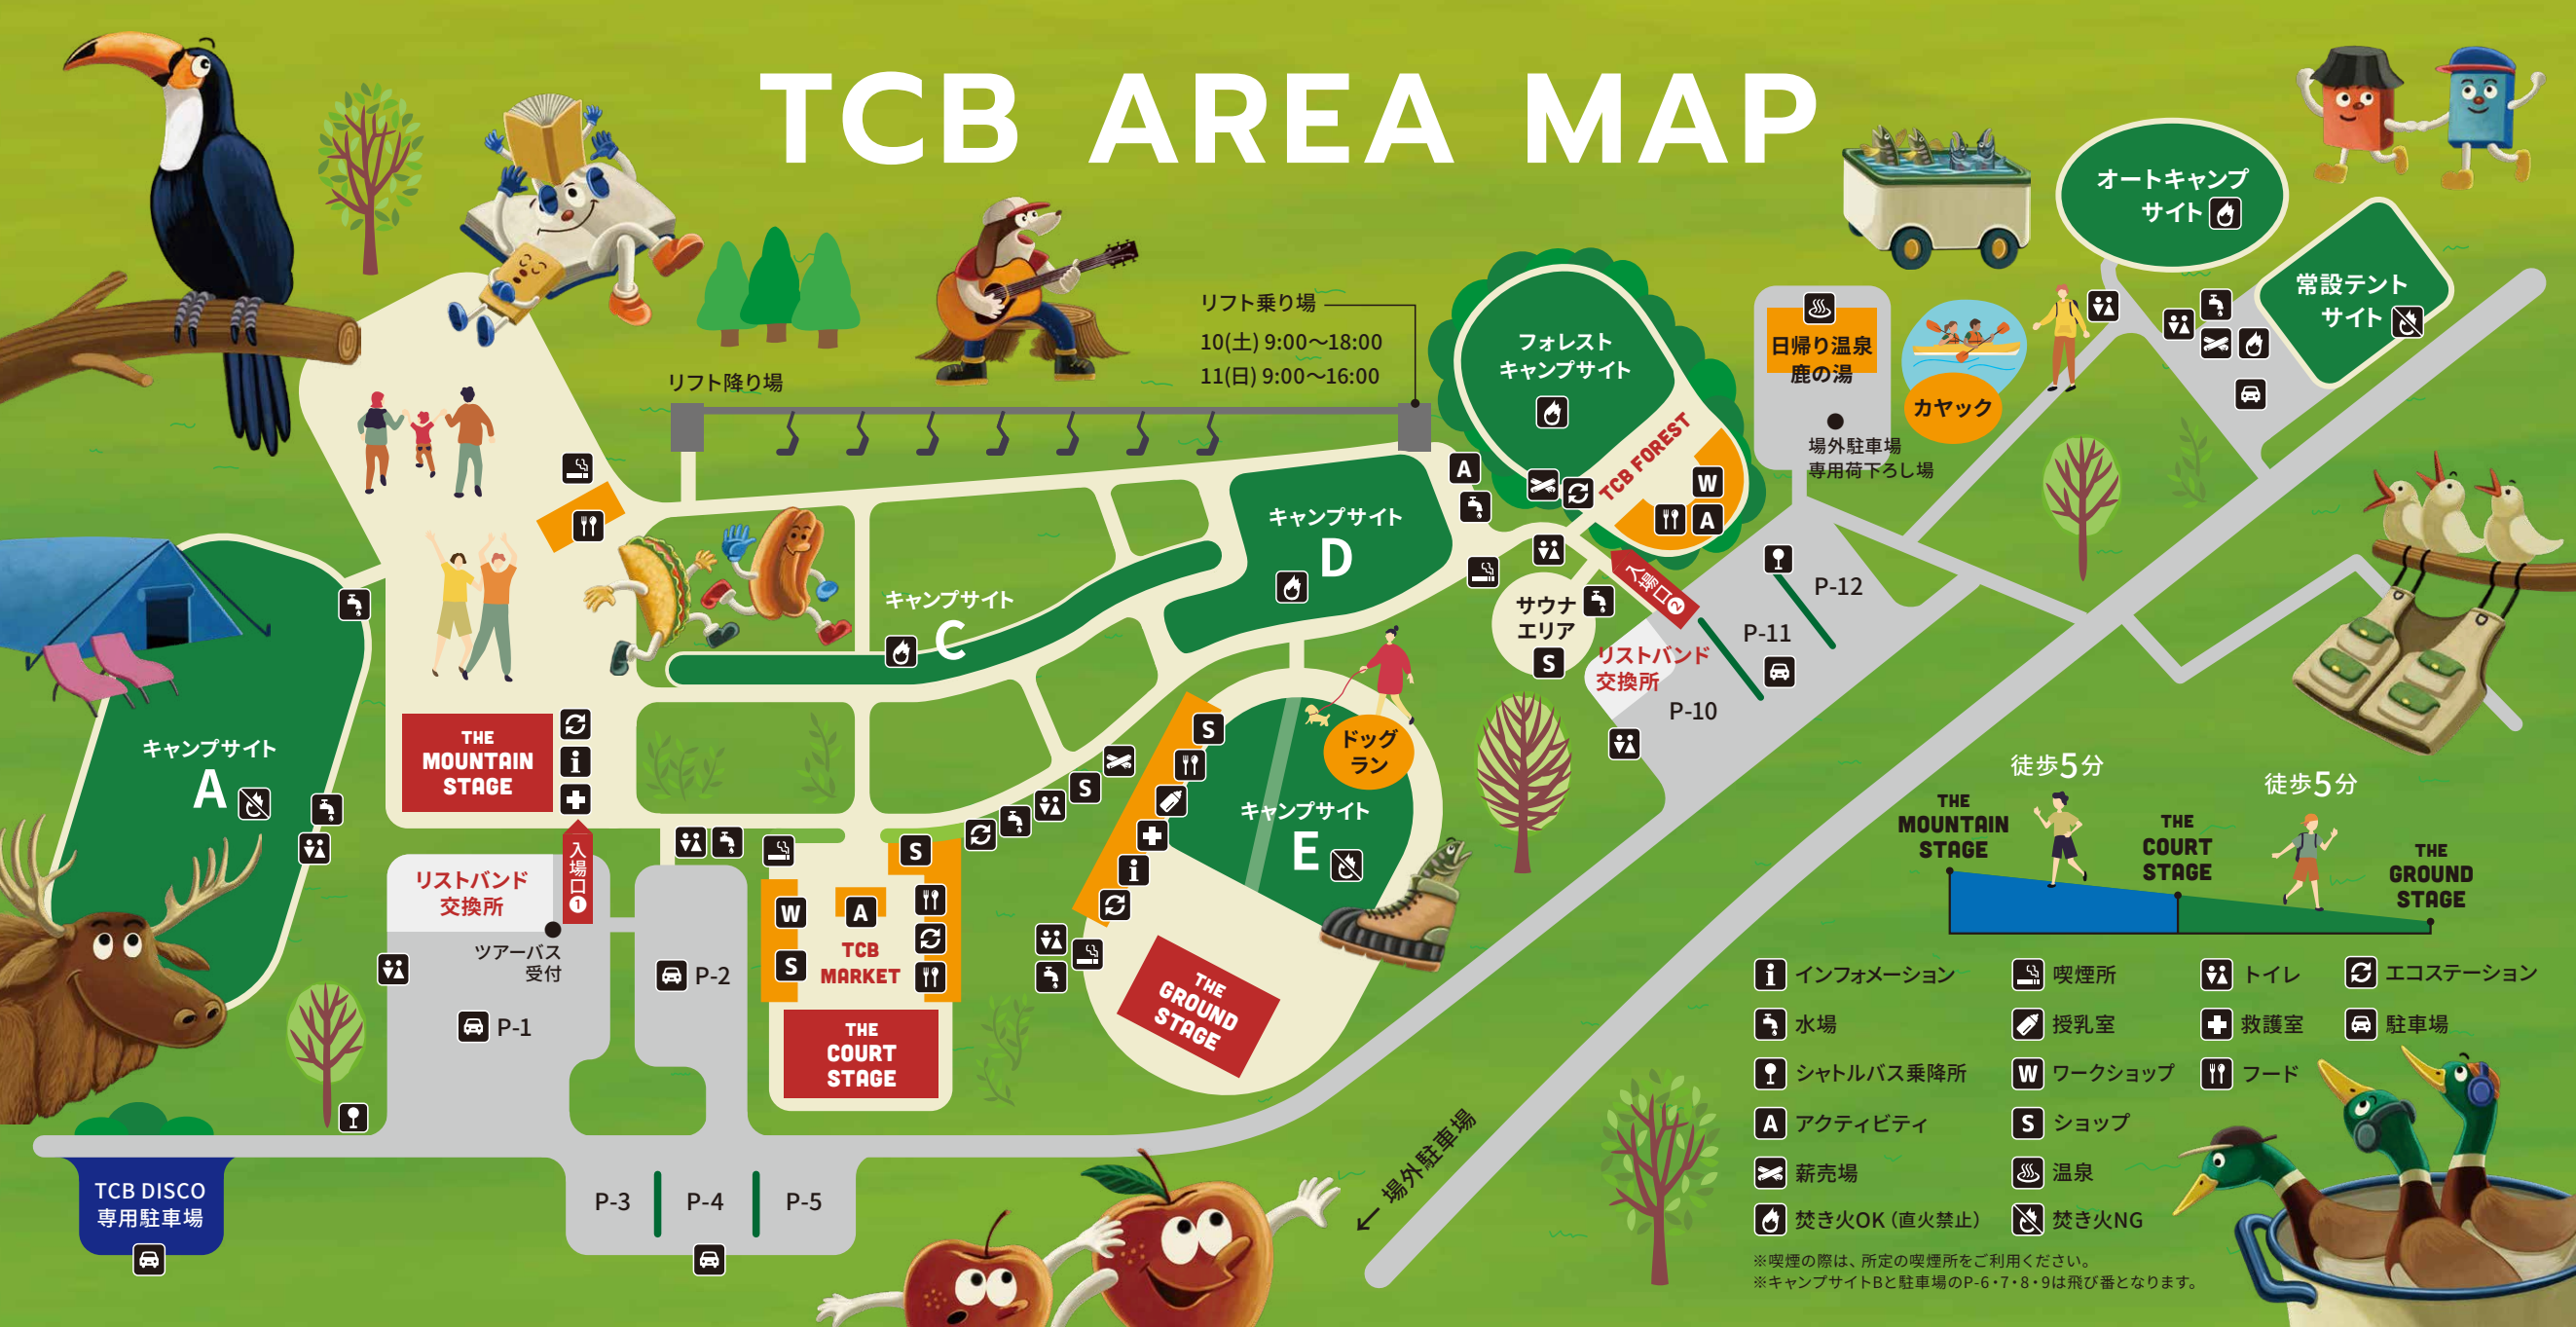 TCB AREA MAP
オートキャンプ
サイト
常設テント
サイト
リフト乗り場
10(土) 9:00〜18:00
11(日) 9:00〜16:00
リフト降り場
フォレスト
キャンプサイト
TCB FOREST
W
A
A
日帰り温泉
鹿の湯
カヤック
場外駐車場
専用荷下ろし場
キャンプサイト
D
キャンプサイト
C
サウナ
エリア
S
入場口2
リストバンド
交換所
P-12
P-11
P-10
キャンプサイト
A
THE
MOUNTAIN
STAGE
i
入場口1
リストバンド
交換所
ツアーバス
受付
P-1
P-2
S
W
A
S
TCB
MARKET
THE
COURT
STAGE
S
S
i
ドッグ
ラン
キャンプサイト
E
THE
GROUND
STAGE
P-3
P-4
P-5
TCB DISCO
専用駐車場
← 場外駐車場
徒歩5分
徒歩5分
THE
MOUNTAIN
STAGE
THE
COURT
STAGE
THE
GROUND
STAGE
i インフォメーション
喫煙所
トイレ
エコステーション
水場
授乳室
救護室
駐車場
シャトルバス乗降所
W ワークショップ
フード
A アクティビティ
S ショップ
薪売場
温泉
焚き火OK（直火禁止）
焚き火NG
※喫煙の際は、所定の喫煙所をご利用ください。
※キャンプサイトBと駐車場のP-6・7・8・9は飛び番となります。